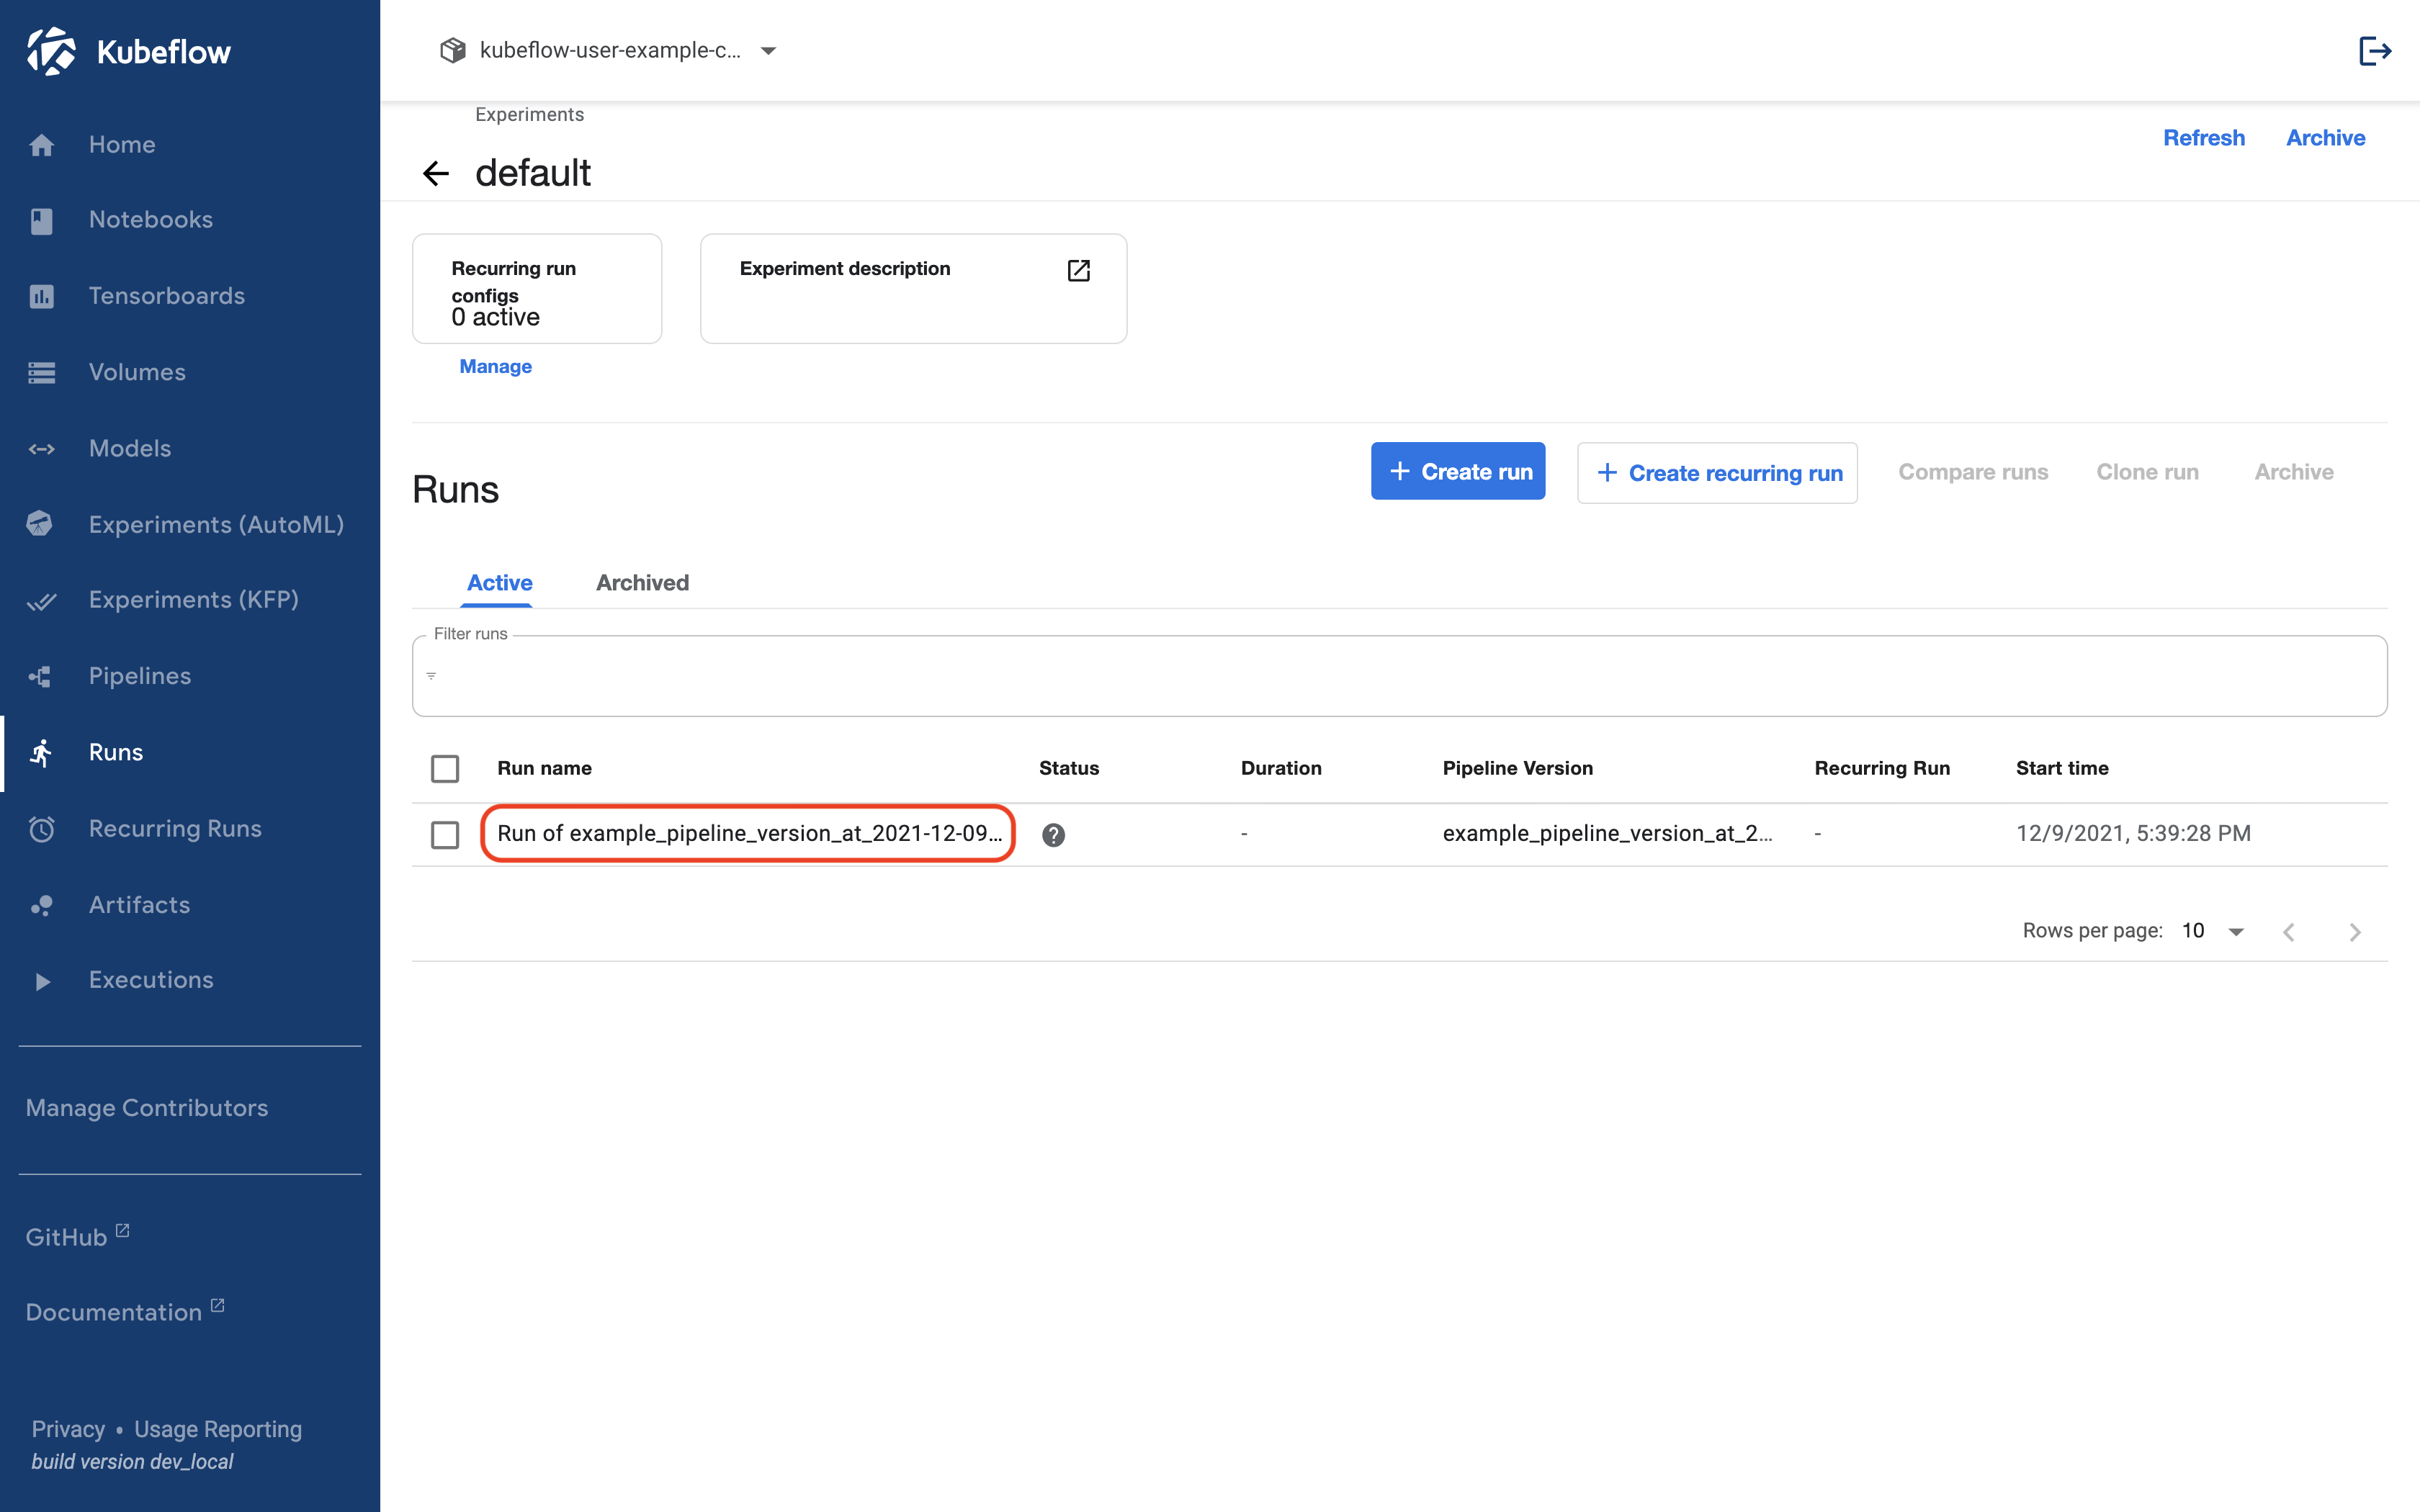 Kubeflow
Home
Notebooks
Tensorboards
Volumes
Models
Experiments (AutoML)
Experiments (KFP)
Pipelines
Runs
Recurring Runs
Artifacts
Executions
Manage Contributors
GitHub
Documentation
Privacy • Usage Reporting
build version dev_local
kubeflow-user-example-c...
Experiments
default
Refresh Archive
Recurring run
configs
0 active
Manage
Experiment description
Runs
+ Create run + Create recurring run Compare runs Clone run Archive
Active Archived
Filter runs
Run name Status Duration Pipeline Version Recurring Run Start time
Run of example_pipeline_version_at_2021-12-09... - example_pipeline_version_at_2... - 12/9/2021, 5:39:28 PM
Rows per page: 10